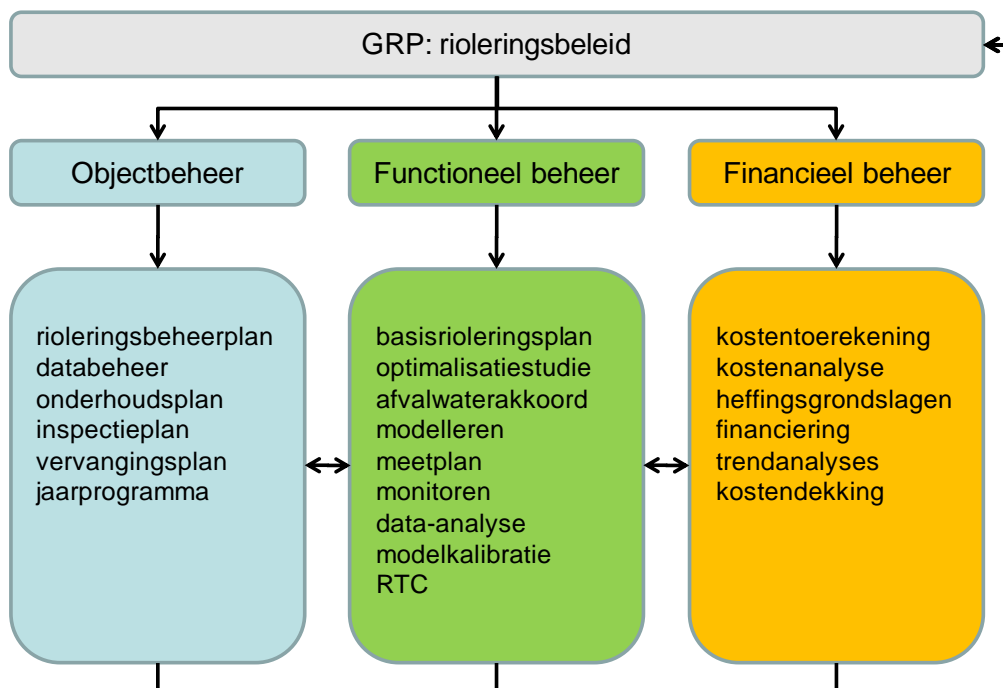 GRP: rioleringsbeleid
Objectbeheer
Functioneel beheer
Financieel beheer
rioleringsbeheerplan
databeheer
onderhoudsplan
inspectieplan
vervangingsplan
jaarprogramma
basisrioleringsplan
optimalisatiestudie
afvalwaterakkoord
modelleren
meetplan
monitoren
data-analyse
modelkalibratie
RTC
kostentoerekening
kostenanalyse
heffingsgrondslagen
financiering
trendanalyses
kostendekking